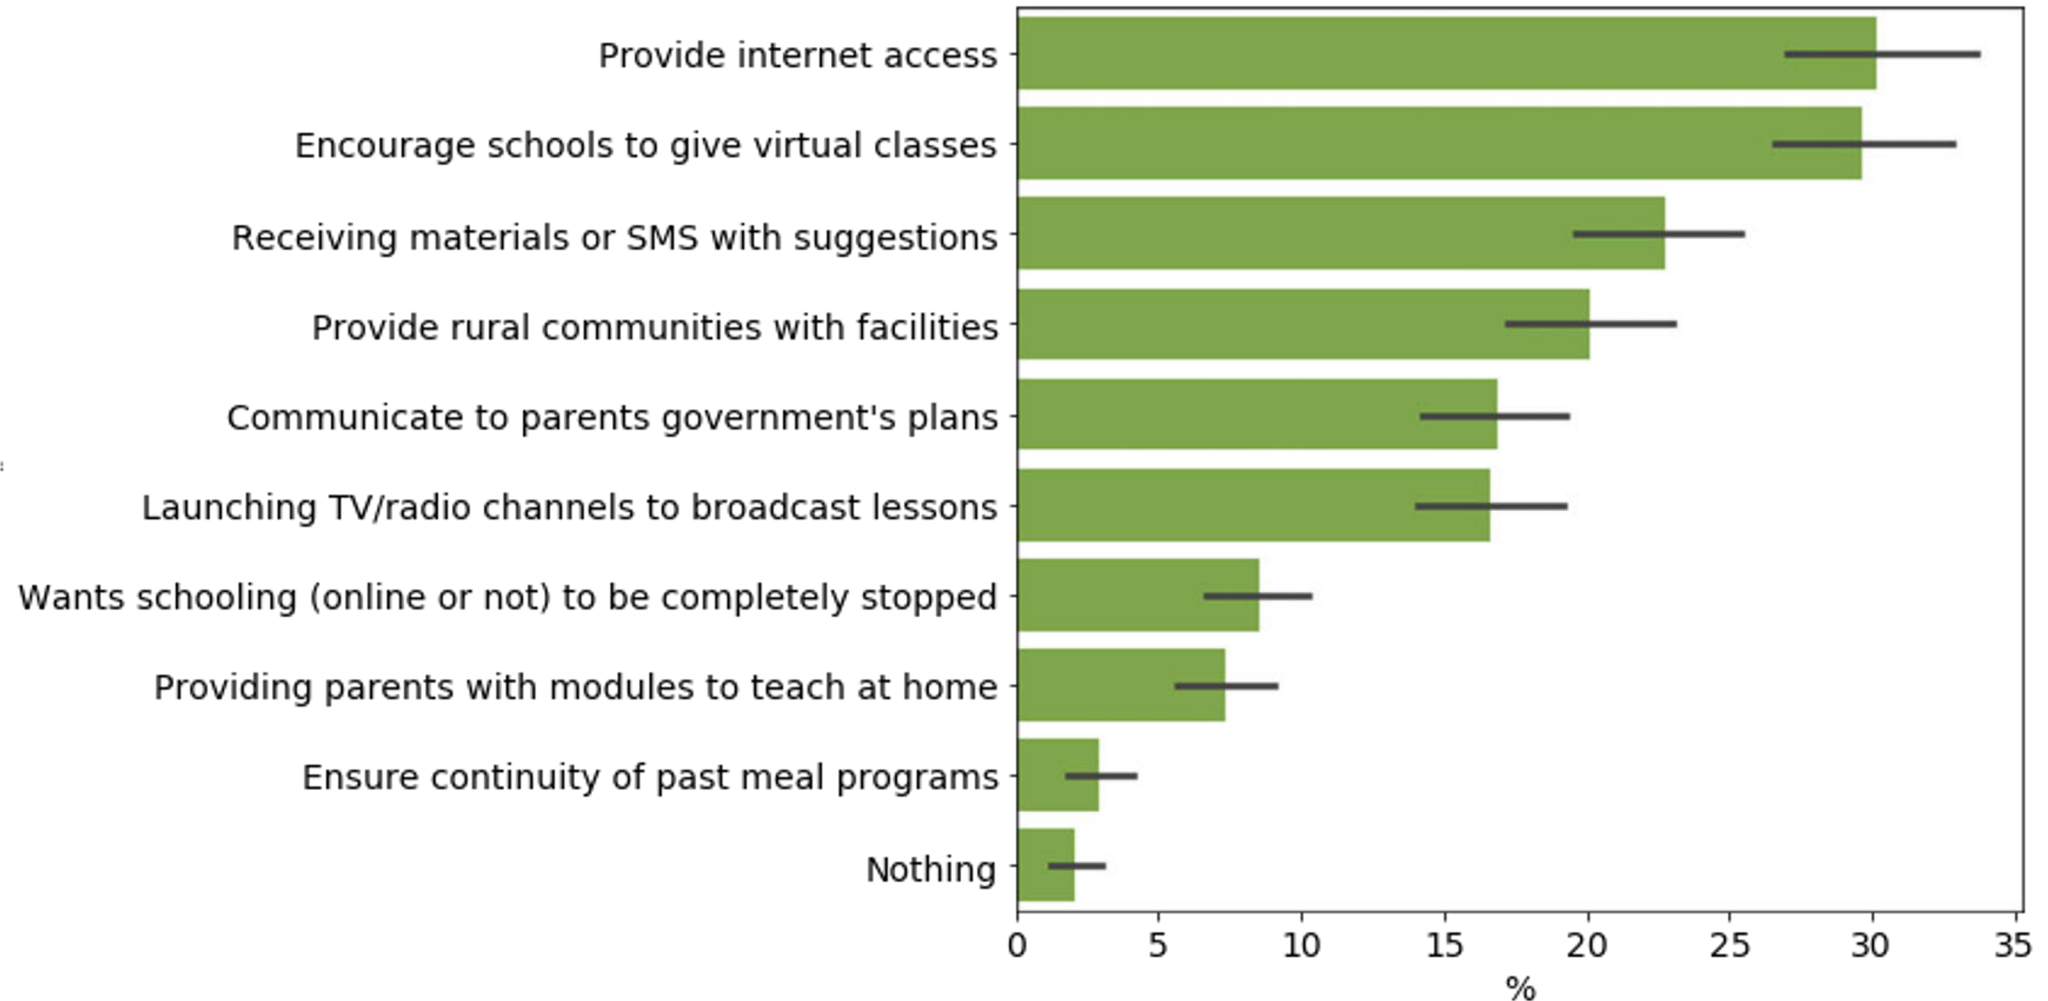 Provide internet access
Encourage schools to give virtual classes
Receiving materials or SMS with suggestions
Provide rural communities with facilities
Communicate to parents government's plans
Launching TV/radio channels to broadcast lessons
Wants schooling (online or not) to be completely stopped
Providing parents with modules to teach at home
Ensure continuity of past meal programs
Nothing
0 5 10 15 20 25 30 35
%